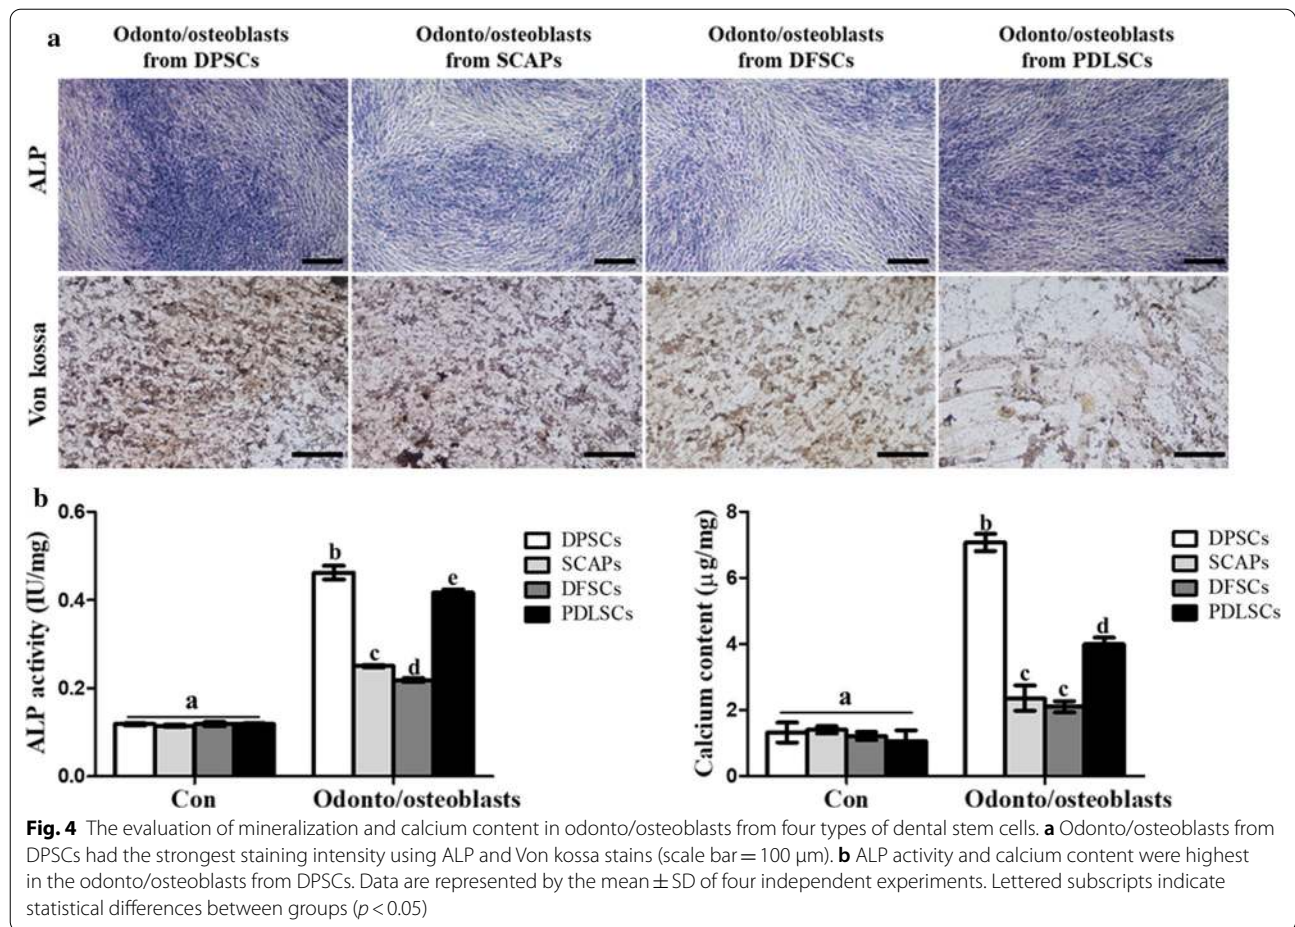 a
Odonto/osteoblasts
from DPSCs
Odonto/osteoblasts
from SCAPs
Odonto/osteoblasts
from DFSCs
Odonto/osteoblasts
from PDLSCs
ALP
Von kossa
b
ALP activity (IU/mg)
0.6
0.4
0.2
0.0
a
b
c
d
e
Con
Odonto/osteoblasts
DPSCs
SCAPs
DFSCs
PDLSCs
Calcium content (μg/mg)
8
6
4
2
0
a
b
c
c
d
Con
Odonto/osteoblasts
DPSCs
SCAPs
DFSCs
PDLSCs
Fig. 4 The evaluation of mineralization and calcium content in odonto/osteoblasts from four types of dental stem cells. a Odonto/osteoblasts from
DPSCs had the strongest staining intensity using ALP and Von kossa stains (scale bar = 100 μm). b ALP activity and calcium content were highest
in the odonto/osteoblasts from DPSCs. Data are represented by the mean ± SD of four independent experiments. Lettered subscripts indicate
statistical differences between groups (p < 0.05)